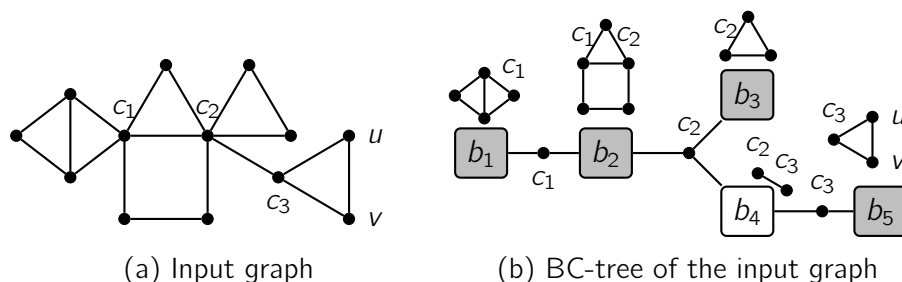 c1 c2 u
c3 v
(a) Input graph
c1 c2 c2
c1 b3 c3 u
b1 b2 c2 v
c1 c2 c3
b4 c3 b5
(b) BC-tree of the input graph